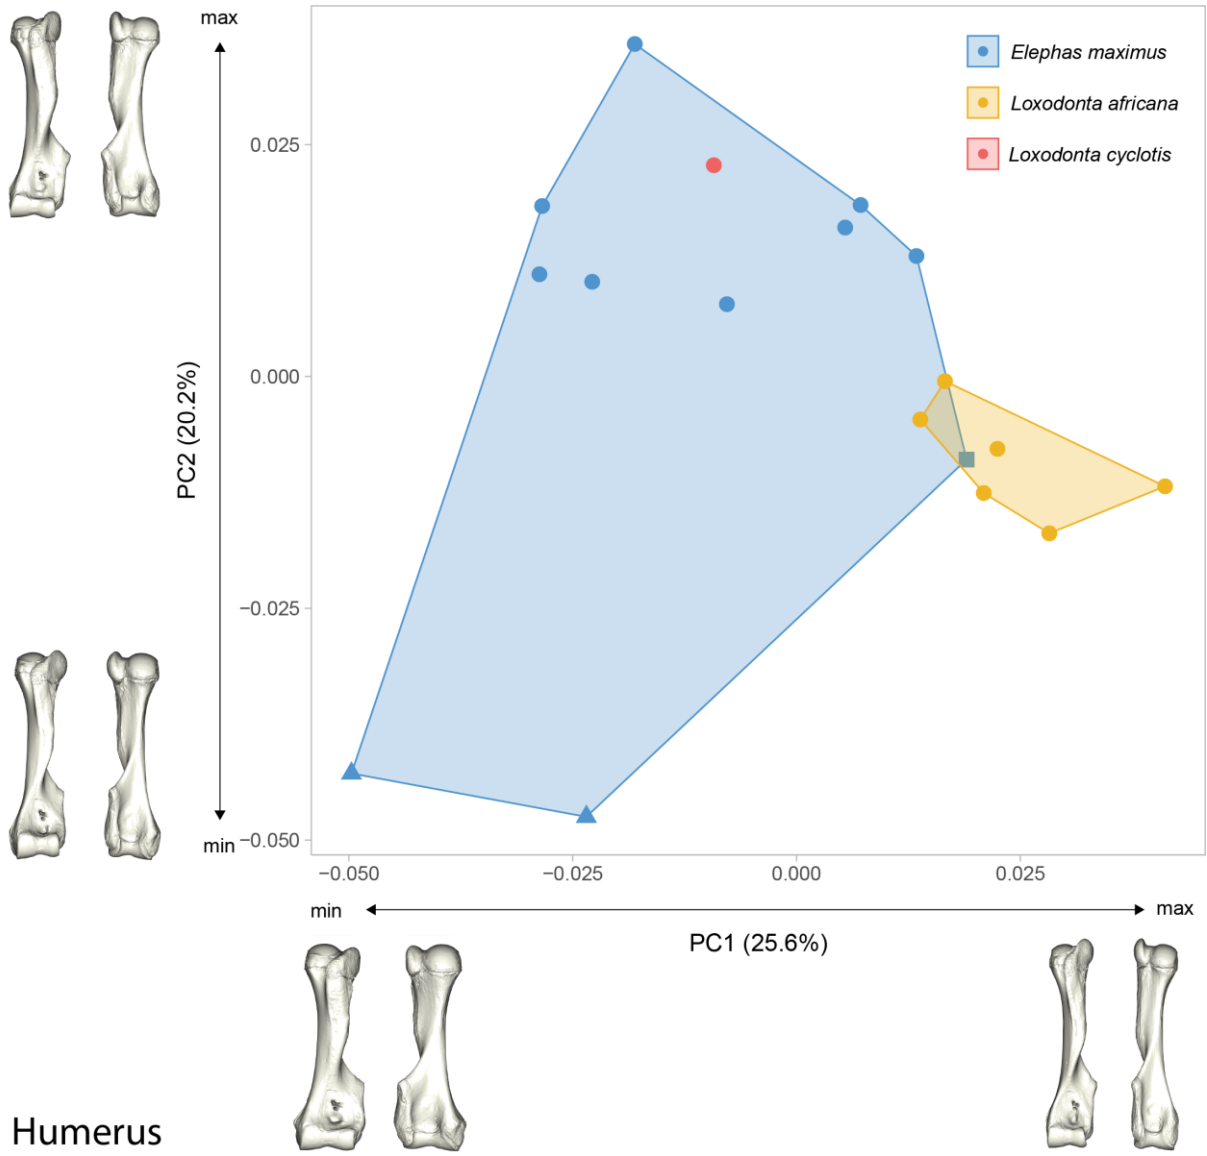 max
Elephas maximus
Loxodonta africana
Loxodonta cyclotis
0.025
0.000
−0.025
−0.050
PC2 (20.2%)
min
−0.050
−0.025
0.000
0.025
min
max
PC1 (25.6%)
Humerus